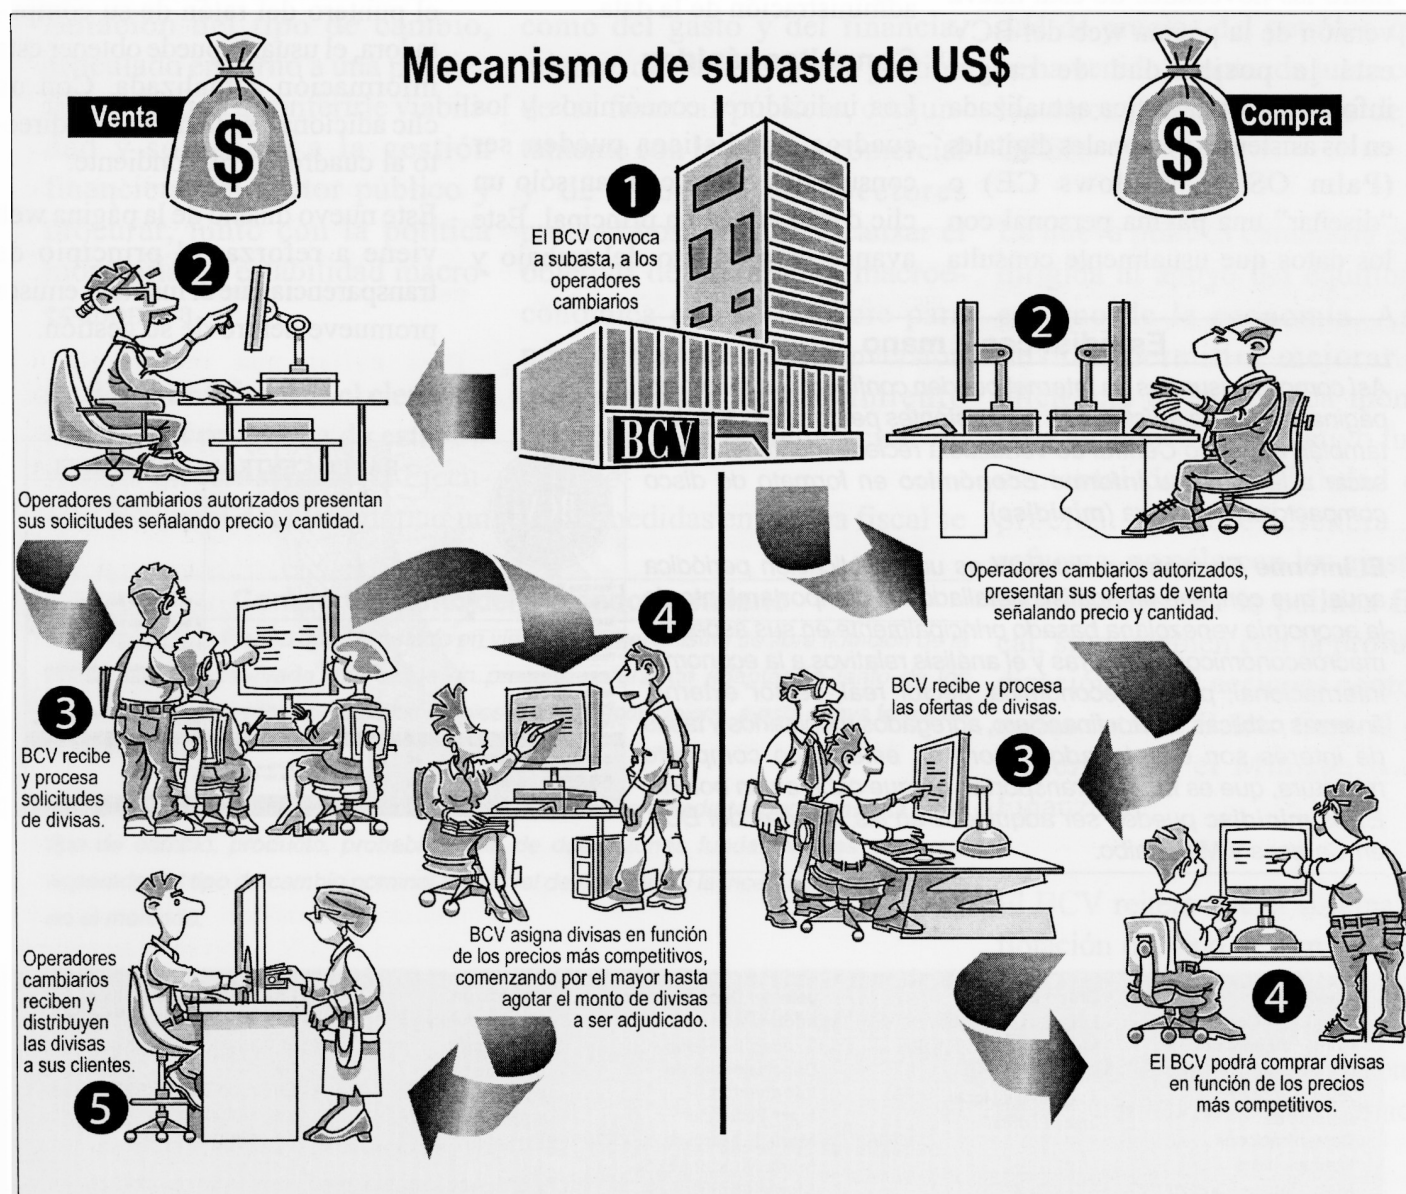 Mecanismo de subasta de US$
Venta
$
Compra
$
1
El BCV convoca
a subasta, a los
operadores
cambiarios
BCV
2
Operadores cambiarios autorizados presentan
sus solicitudes señalando precio y cantidad.
3
BCV recibe
y procesa
solicitudes
de divisas.
4
BCV asigna divisas en función
de los precios más competitivos,
comenzando por el mayor hasta
agotar el monto de divisas
a ser adjudicado.
Operadores
cambiarios
reciben y
distribuyen
las divisas
a sus clientes.
5
2
Operadores cambiarios autorizados,
presentan sus ofertas de venta
señalando precio y cantidad.
BCV recibe y procesa
las ofertas de divisas.
3
4
El BCV podrá comprar divisas
en función de los precios
más competitivos.